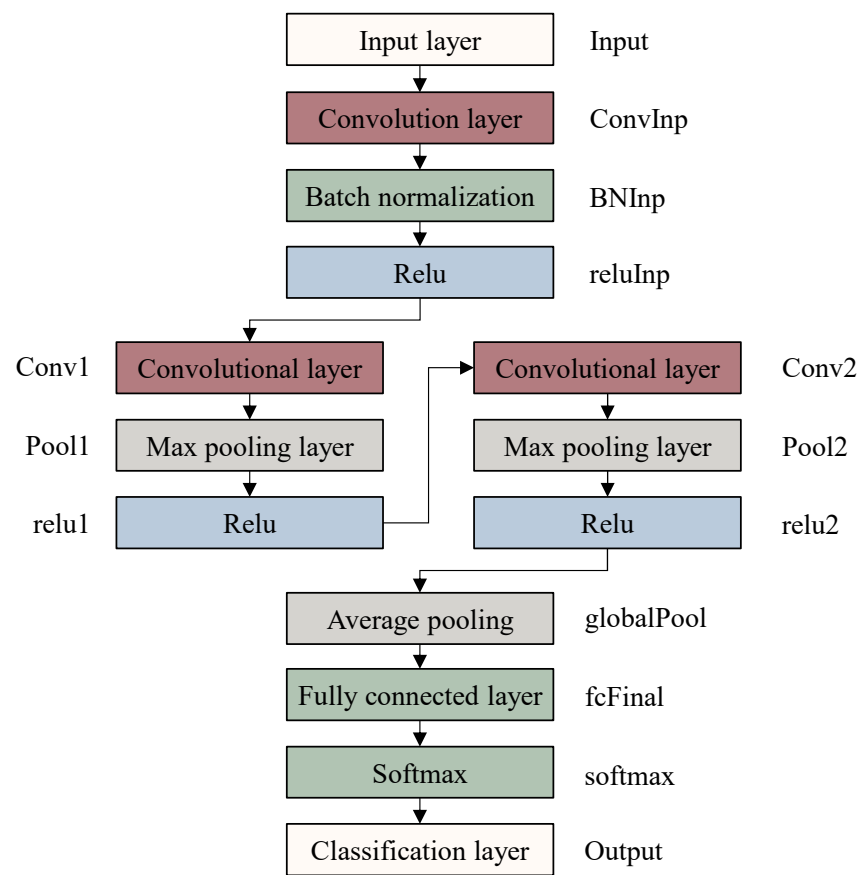 Input layer Input
Convolution layer ConvInp
Batch normalization BNInp
Relu reluInp
Conv1 Convolutional layer Convolutional layer Conv2
Pool1 Max pooling layer Max pooling layer Pool2
relu1 Relu Relu relu2
Average pooling globalPool
Fully connected layer fcFinal
Softmax softmax
Classification layer Output